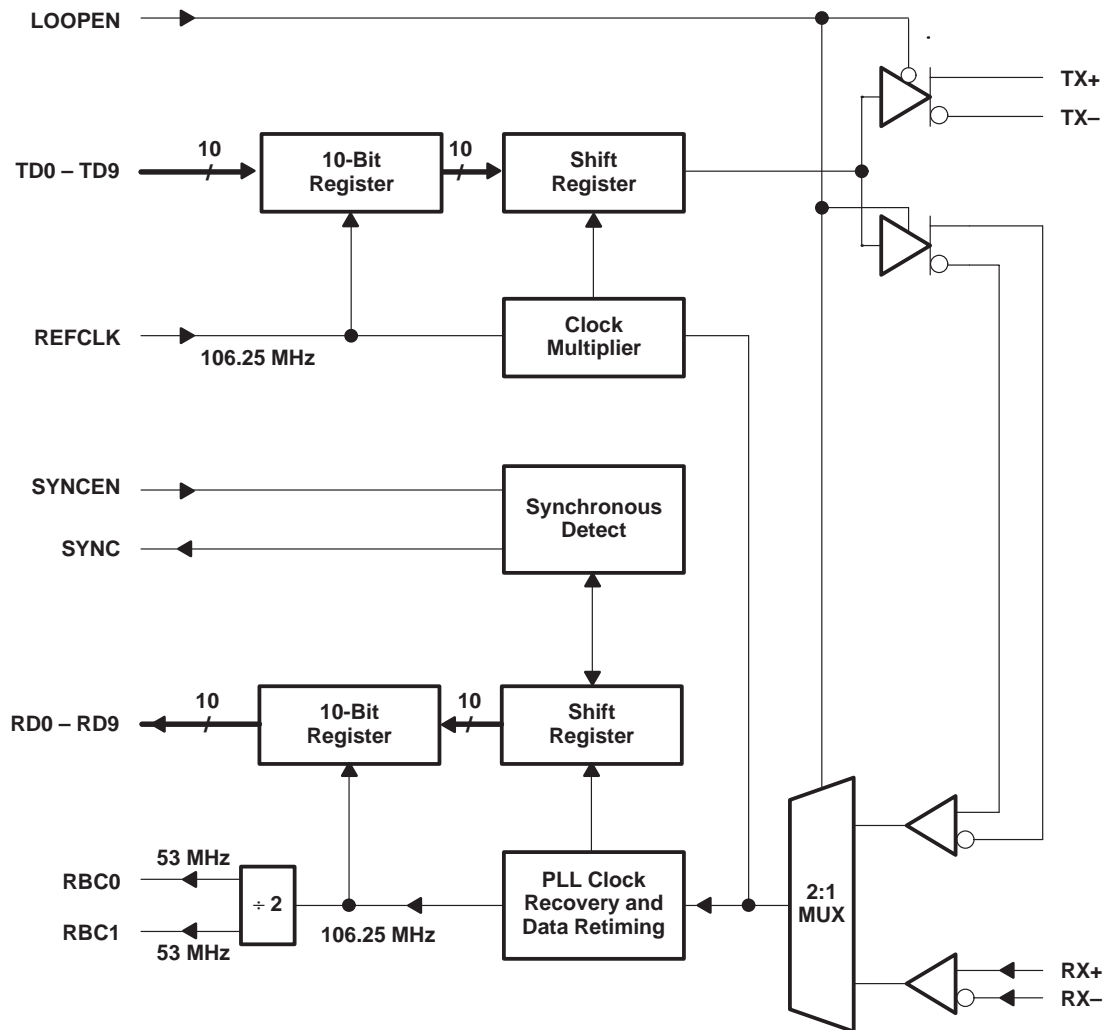 LOOPEN
TX+
TX–
TD0 – TD9
10
10-Bit
Register
10
Shift
Register
REFCLK
106.25 MHz
Clock
Multiplier
SYNCEN
SYNC
Synchronous
Detect
RD0 – RD9
10
10-Bit
Register
10
Shift
Register
RBC0
53 MHz
RBC1
53 MHz
÷ 2
106.25 MHz
PLL Clock
Recovery and
Data Retiming
2:1
MUX
RX+
RX–